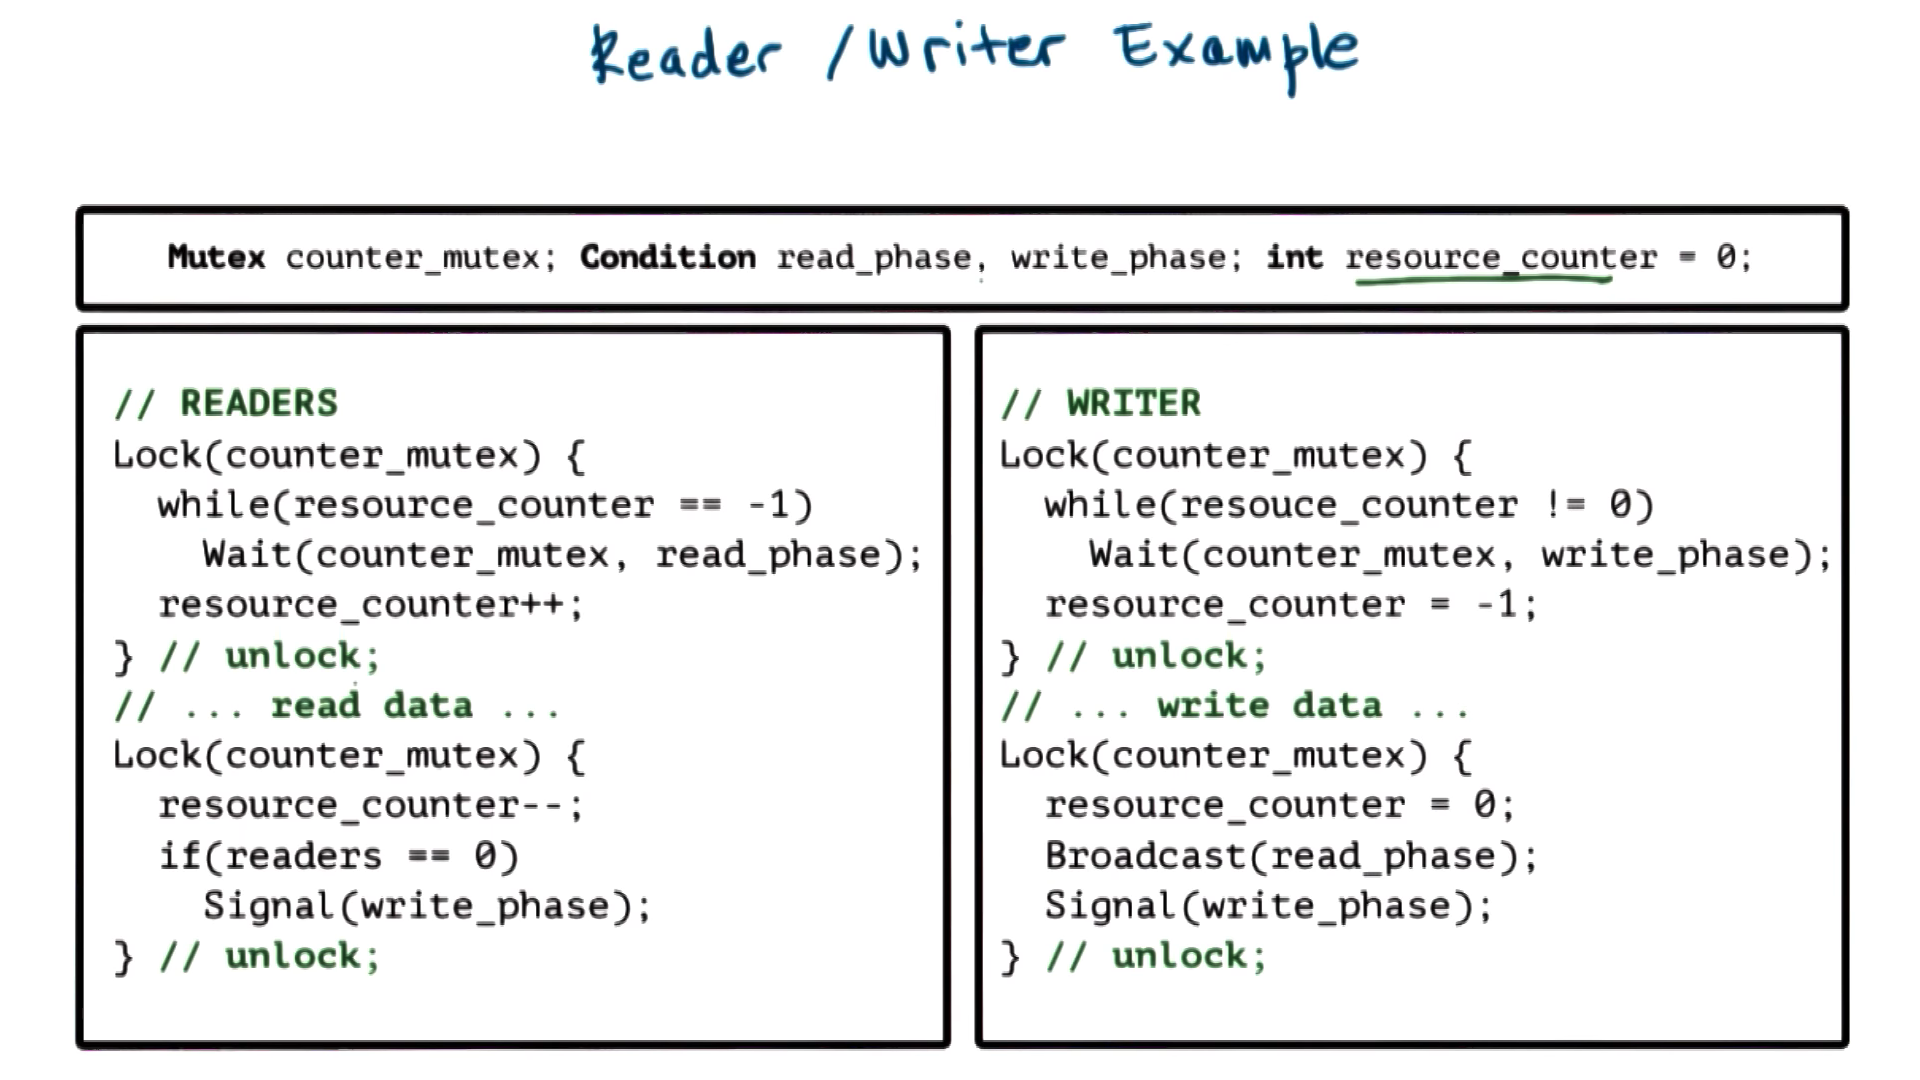 Reader / Writer Example
Mutex counter_mutex; Condition read_phase, write_phase; int resource_counter = 0;
// READERS
Lock(counter_mutex) {
while(resource_counter == -1)
Wait(counter_mutex, read_phase);
resource_counter++;
} // unlock;
// ... read data ...
Lock(counter_mutex) {
resource_counter--;
if(readers == 0)
Signal(write_phase);
} // unlock;
// WRITER
Lock(counter_mutex) {
while(resouce_counter != 0)
Wait(counter_mutex, write_phase);
resource_counter = -1;
} // unlock;
// ... write data ...
Lock(counter_mutex) {
resource_counter = 0;
Broadcast(read_phase);
Signal(write_phase);
} // unlock;